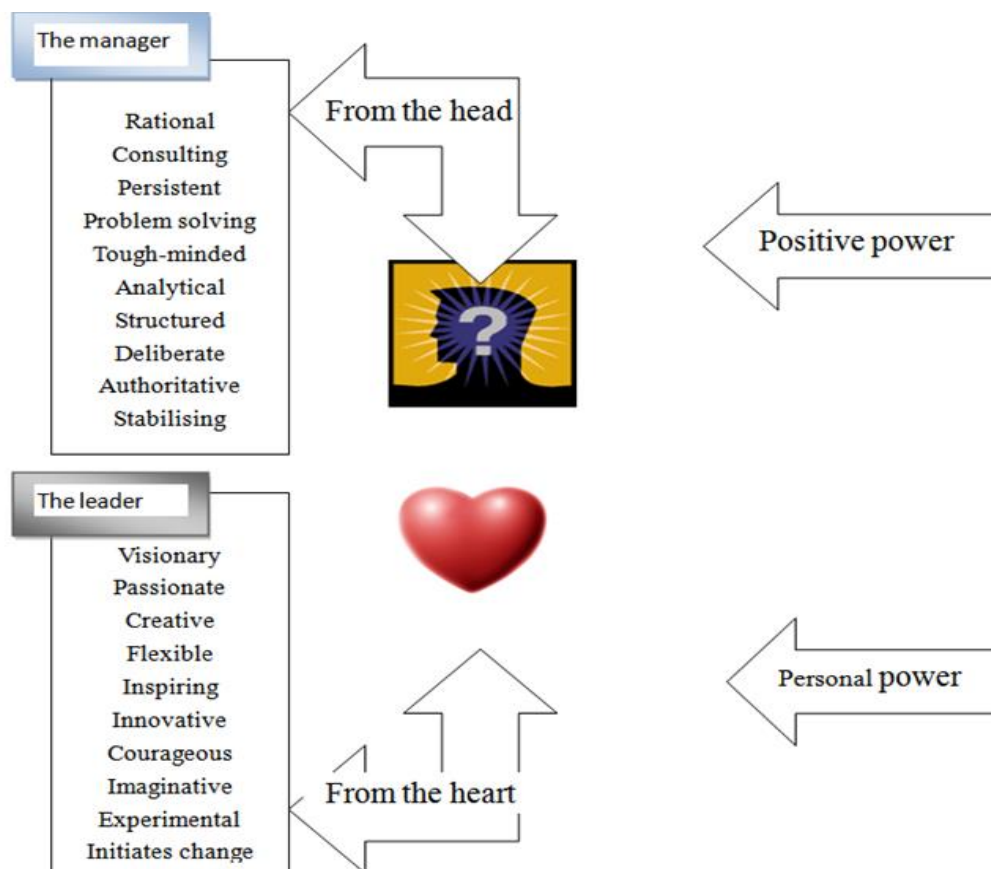 The manager
Rational
Consulting
Persistent
Problem solving
Tough-minded
Analytical
Structured
Deliberate
Authoritative
Stabilising
From the head
?
Positive power
The leader
Visionary
Passionate
Creative
Flexible
Inspiring
Innovative
Courageous
Imaginative
Experimental
Initiates change
From the heart
Personal power